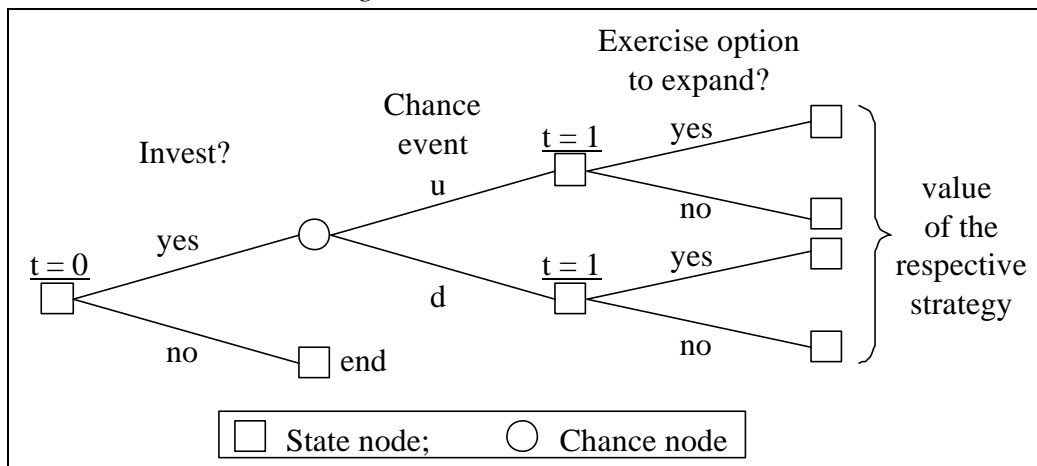 Exercise option
to expand?
Chance
event
Invest?
t = 1
yes
u
no
value
of the
respective
strategy
yes
t = 0
t = 1
yes
d
no
no
end
State node;
Chance node